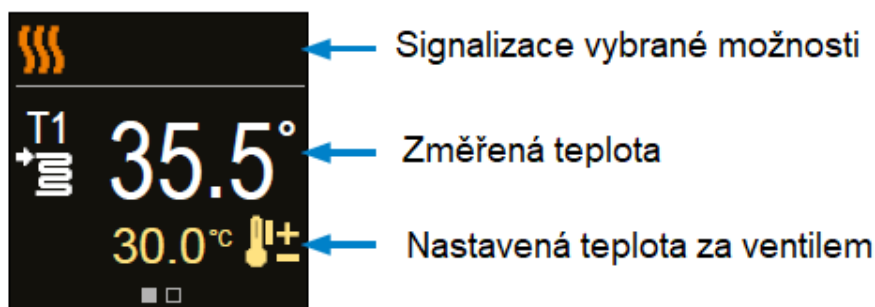 Signalizace vybrané možnosti
T1
35.5° Změřená teplota
30.0°C Nastavená teplota za ventilem